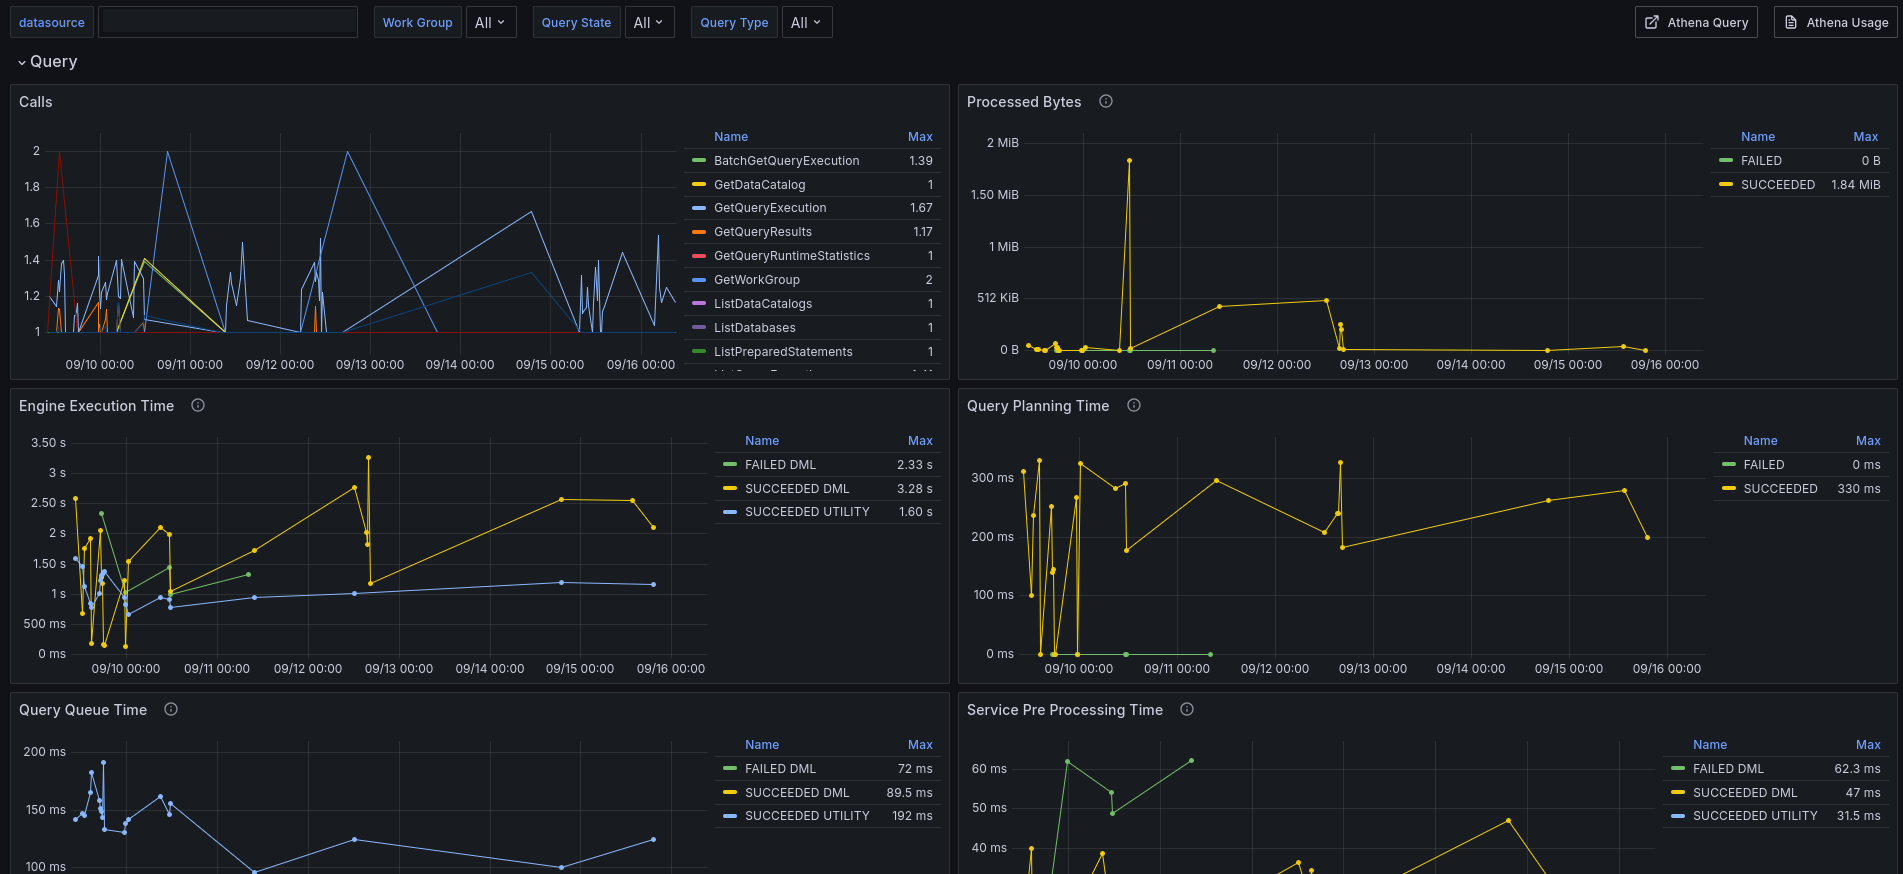 datasource Work Group All Query State All Query Type All Athena Query Athena Usage
Query
Calls
Name Max
2
1.8
1.6
1.4
1.2
1
09/10 00:00 09/11 00:00 09/12 00:00 09/13 00:00 09/14 00:00 09/15 00:00 09/16 00:00
BatchGetQueryExecution 1.39
GetDataCatalog 1
GetQueryExecution 1.67
GetQueryResults 1.17
GetQueryRuntimeStatistics 1
GetWorkGroup 2
ListDataCatalogs 1
ListDatabases 1
ListPreparedStatements 1
Processed Bytes
Name Max
2 MiB
1.50 MiB
1 MiB
512 KiB
0 B
09/10 00:00 09/11 00:00 09/12 00:00 09/13 00:00 09/14 00:00 09/15 00:00 09/16 00:00
FAILED 0 B
SUCCEEDED 1.84 MiB
Engine Execution Time
Name Max
3.50 s
3 s
2.50 s
2 s
1.50 s
1 s
500 ms
0 ms
09/10 00:00 09/11 00:00 09/12 00:00 09/13 00:00 09/14 00:00 09/15 00:00 09/16 00:00
FAILED DML 2.33 s
SUCCEEDED DML 3.28 s
SUCCEEDED UTILITY 1.60 s
Query Planning Time
Name Max
300 ms
200 ms
100 ms
0 ms
09/10 00:00 09/11 00:00 09/12 00:00 09/13 00:00 09/14 00:00 09/15 00:00 09/16 00:00
FAILED 0 ms
SUCCEEDED 330 ms
Query Queue Time
Name Max
200 ms
150 ms
100 ms
FAILED DML 72 ms
SUCCEEDED DML 89.5 ms
SUCCEEDED UTILITY 192 ms
Service Pre Processing Time
Name Max
60 ms
50 ms
40 ms
FAILED DML 62.3 ms
SUCCEEDED DML 47 ms
SUCCEEDED UTILITY 31.5 ms